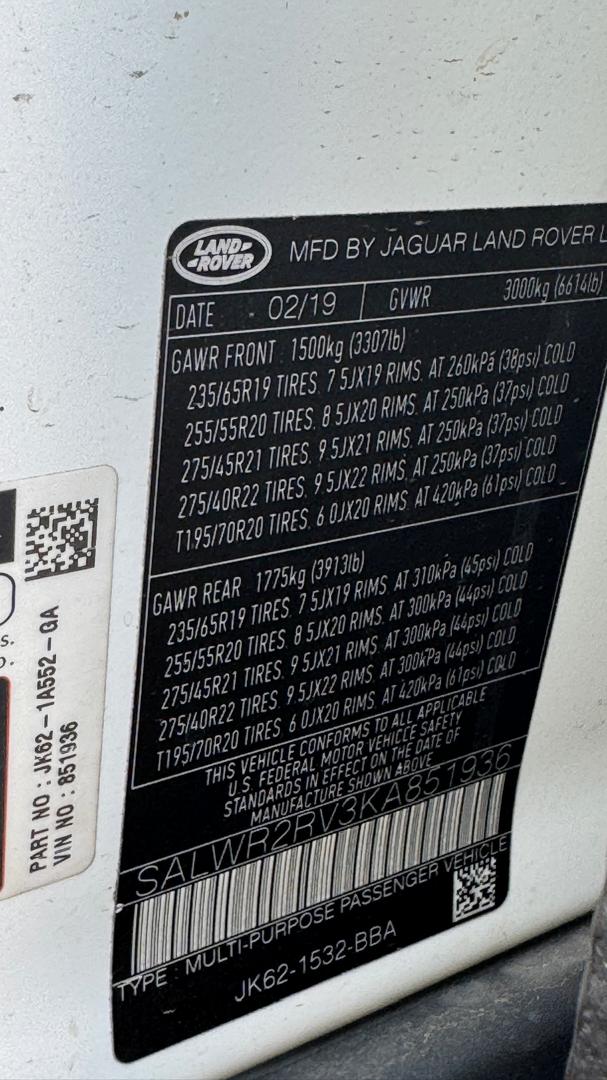 LAND-
-ROVER
MFD BY JAGUAR LAND ROVER
DATE 02/19 GVWR 3000kg (6614lb)
GAWR FRONT 1500kg (3307lb)
235/65R19 TIRES, 7.5JX19 RIMS, AT 260kPa (38psi) COLD
255/55R20 TIRES, 8.5JX20 RIMS, AT 250kPa (37psi) COLD
275/45R21 TIRES, 9.5JX21 RIMS, AT 250kPa (37psi) COLD
275/40R22 TIRES, 9.5JX22 RIMS, AT 250kPa (37psi) COLD
T195/70R20 TIRES, 6.0JX20 RIMS, AT 420kPa (61psi) COLD
GAWR REAR 1775kg (3913lb)
235/65R19 TIRES, 7.5JX19 RIMS, AT 310kPa (45psi) COLD
255/55R20 TIRES, 8.5JX20 RIMS, AT 300kPa (44psi) COLD
275/45R21 TIRES, 9.5JX21 RIMS, AT 300kPa (44psi) COLD
275/40R22 TIRES, 9.5JX22 RIMS, AT 300kPa (44psi) COLD
T195/70R20 TIRES, 6.0JX20 RIMS, AT 420kPa (61psi) COLD
THIS VEHICLE CONFORMS TO ALL APPLICABLE
U.S. FEDERAL MOTOR VEHICLE SAFETY
STANDARDS IN EFFECT ON THE DATE OF
MANUFACTURE SHOWN ABOVE
SALWR2RV3KA851936
TYPE : MULTI-PURPOSE PASSENGER VEHICLE
JK62-1532-BBA
PART NO : JK62-1A552-GA
VIN NO : 851936